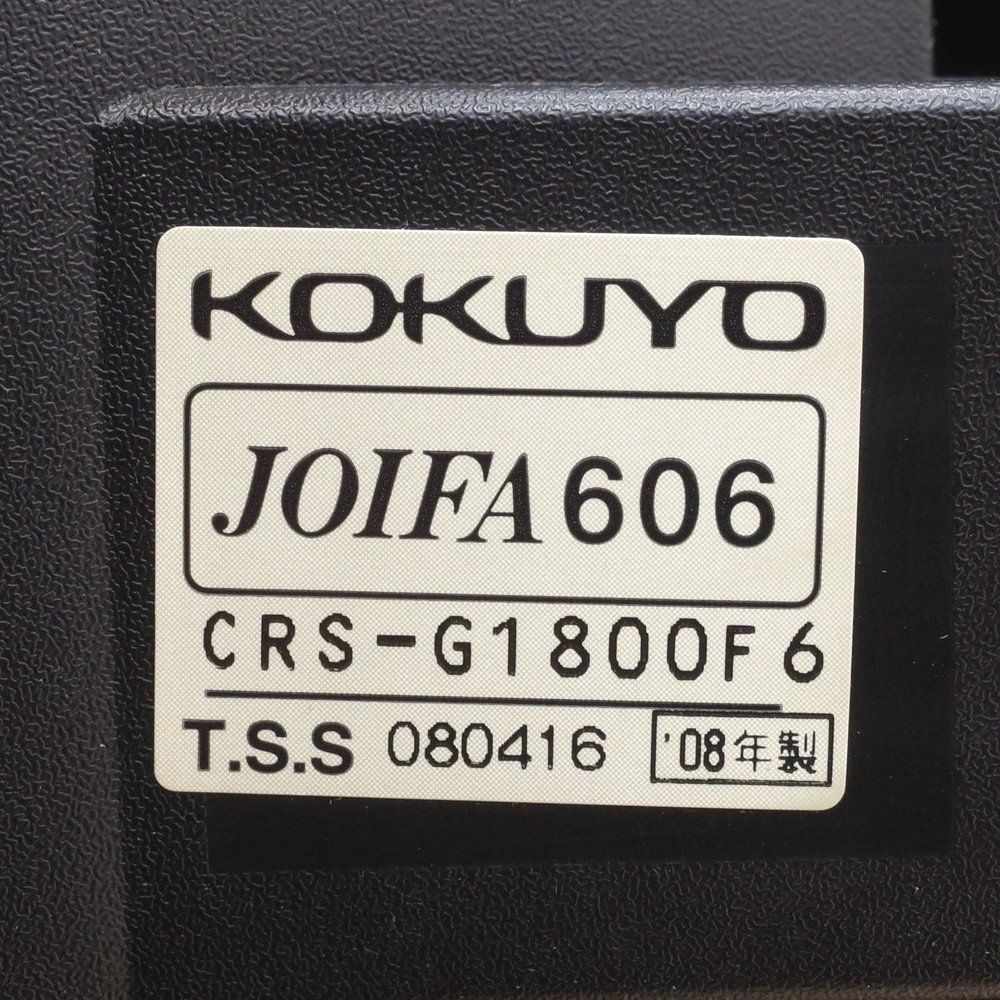 KOKUYO
JOIFA 606
CRS-G1800F6
T.S.S 080416 '08年製